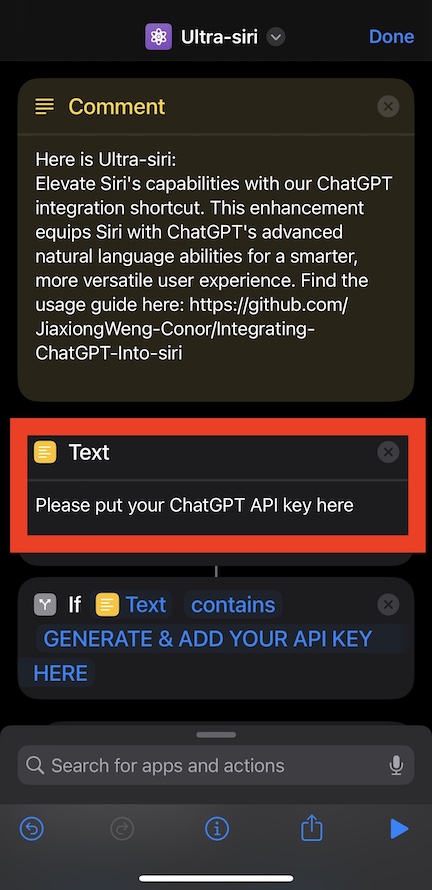 Ultra-siri
Done
Comment
Here is Ultra-siri:
Elevate Siri's capabilities with our ChatGPT
integration shortcut. This enhancement
equips Siri with ChatGPT's advanced
natural language abilities for a smarter,
more versatile user experience. Find the
usage guide here: https://github.com/
JiaxiongWeng-Conor/Integrating-
ChatGPT-Into-siri
Text
Please put your ChatGPT API key here
If Text contains
GENERATE & ADD YOUR API KEY
HERE
Search for apps and actions